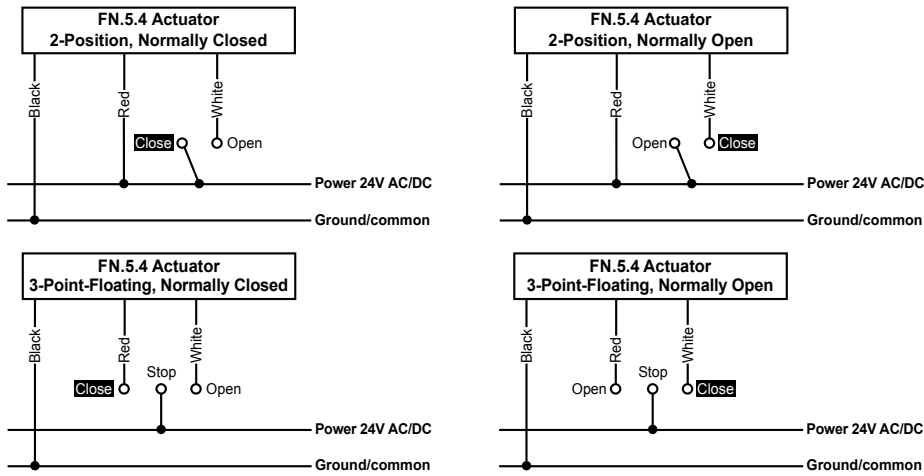 FN.5.4 Actuator
2-Position, Normally Closed
Black
Red
White
Close
Open
Power 24V AC/DC
Ground/common
FN.5.4 Actuator
2-Position, Normally Open
Black
Red
White
Open
Close
Power 24V AC/DC
Ground/common
FN.5.4 Actuator
3-Point-Floating, Normally Closed
Black
Red
White
Stop
Close
Open
Power 24V AC/DC
Ground/common
FN.5.4 Actuator
3-Point-Floating, Normally Open
Black
Red
White
Stop
Open
Close
Power 24V AC/DC
Ground/common